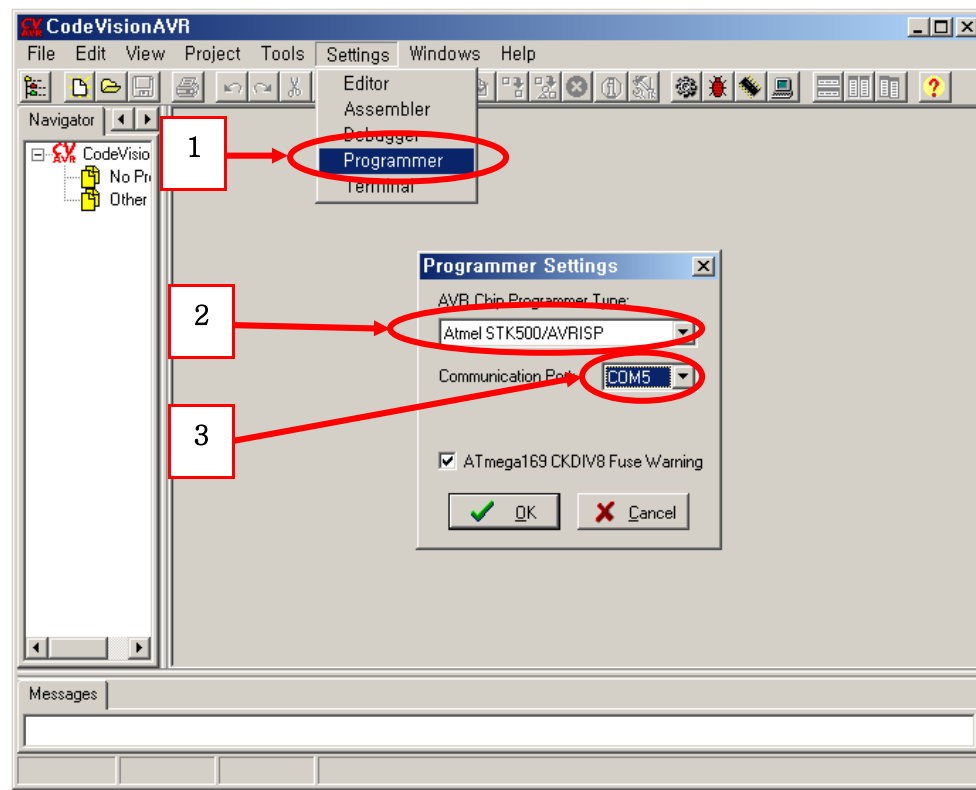 CodeVisionAVR
File Edit View Project Tools Settings Windows Help
Editor
Assembler
Debugger
Programmer
Terminal
Navigator
CodeVisio
No Pr
Other
1
2
3
Programmer Settings
AVR Chip Programmer Type:
Atmel STK500/AVRISP
Communication Port:
COM5
ATmega169 CKDIV8 Fuse Warning
OK
Cancel
Messages